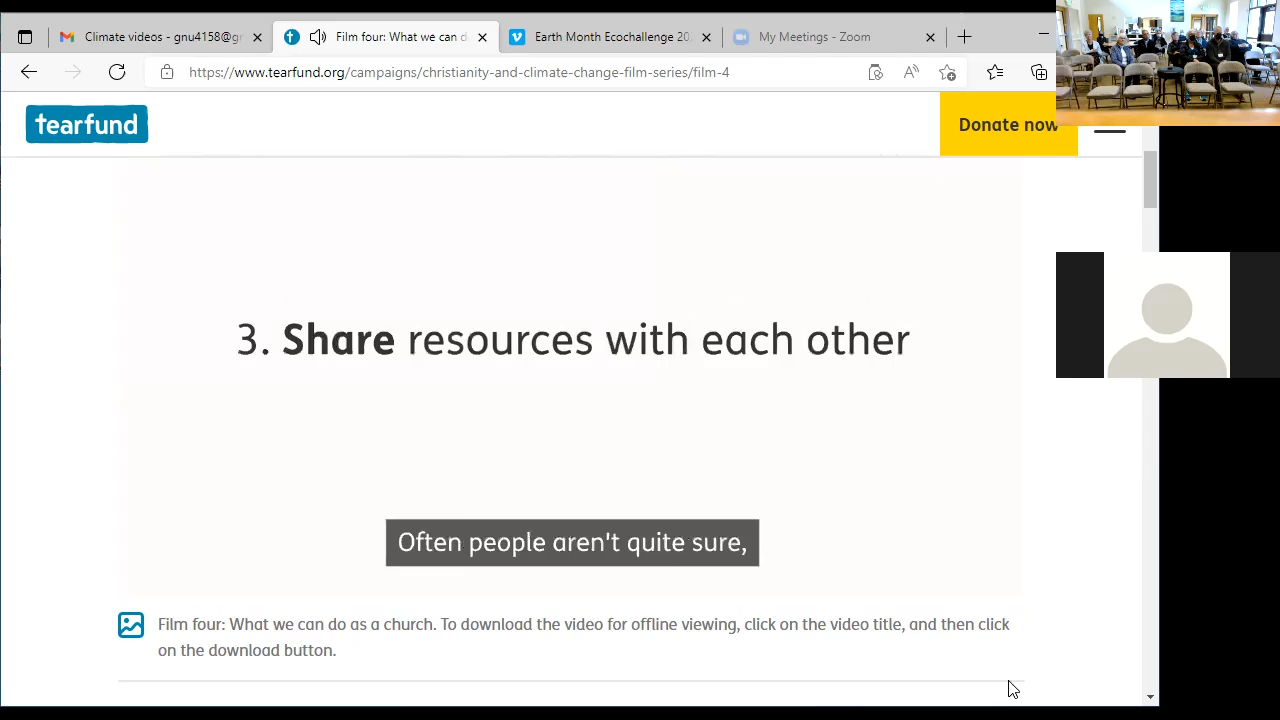 Climate videos - gnu4158@gr
Film four: What we can d
Earth Month Ecochallenge 20
My Meetings - Zoom
https://www.tearfund.org/campaigns/christianity-and-climate-change-film-series/film-4
tearfund
Donate now
3. Share resources with each other
Often people aren't quite sure,
Film four: What we can do as a church. To download the video for offline viewing, click on the video title, and then click
on the download button.